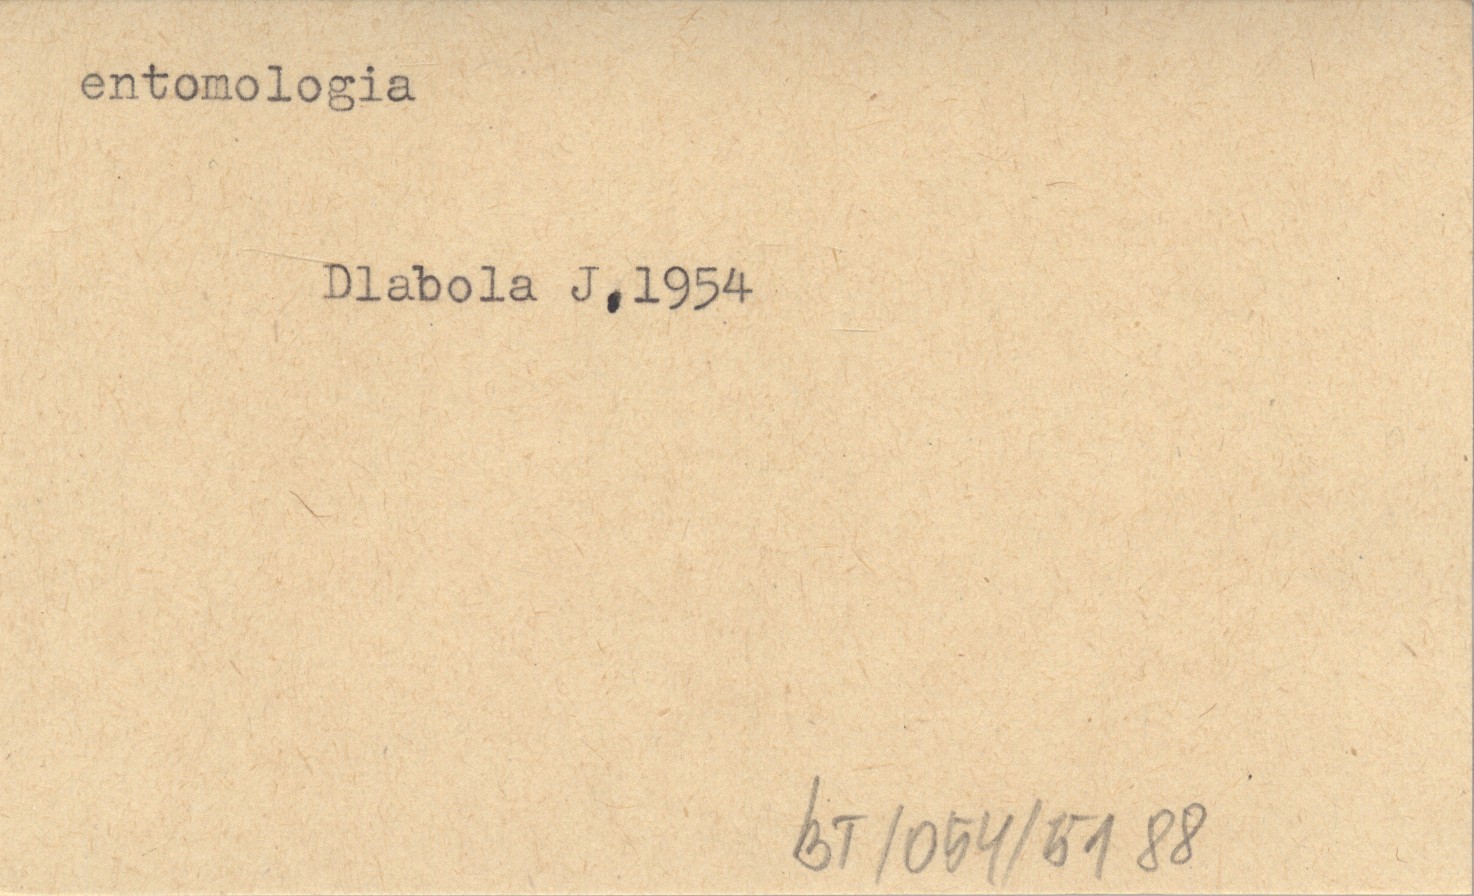 entomologia
Dlabola J,1954
BT/054/51 88